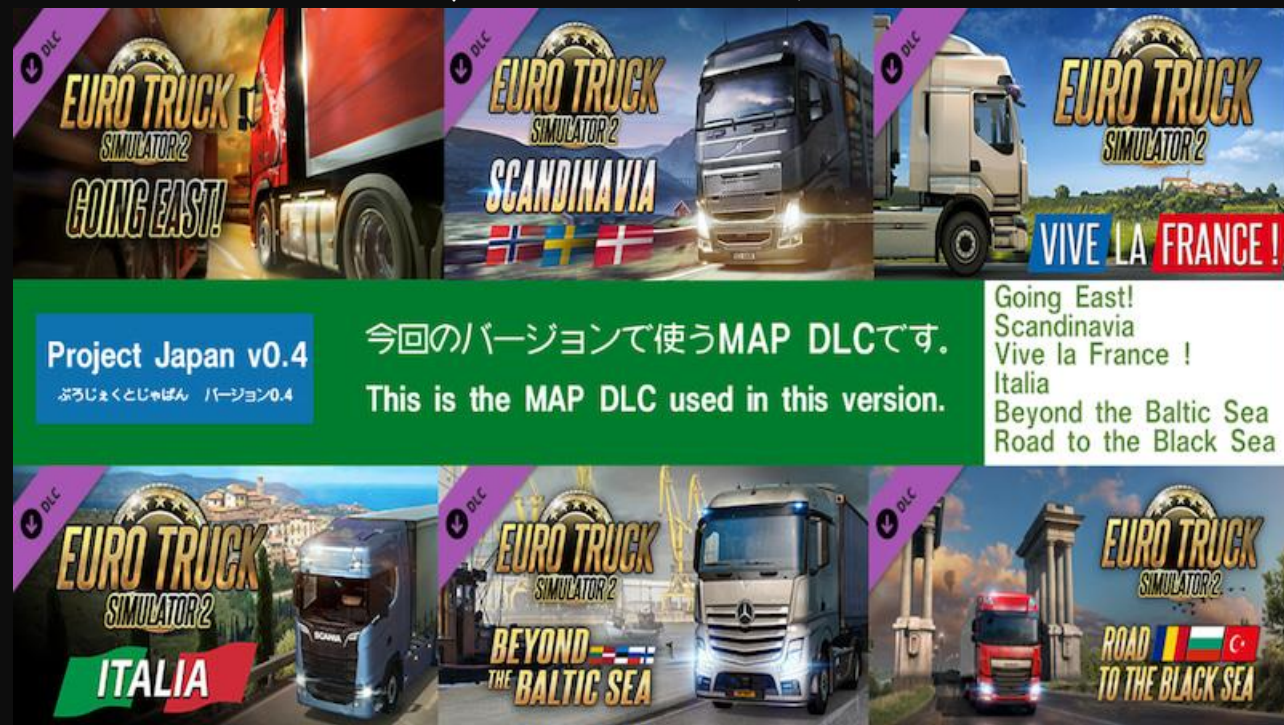 DLC
EURO TRUCK
SIMULATOR 2
GOING EAST!
DLC
EURO TRUCK
SIMULATOR 2
SCANDINAVIA
DLC
EURO TRUCK
SIMULATOR 2
VIVE LA FRANCE !
Project Japan v0.4
ぷろじぇくとじゃぱん バージョン0.4
今回のバージョンで使うMAP DLCです。
This is the MAP DLC used in this version.
Going East!
Scandinavia
Vive la France !
Italia
Beyond the Baltic Sea
Road to the Black Sea
DLC
EURO TRUCK
SIMULATOR 2
SCANIA
ITALIA
DLC
EURO TRUCK
SIMULATOR 2
BEYOND
THE BALTIC SEA
DLC
EURO TRUCK
SIMULATOR 2
ROAD
TO THE BLACK SEA